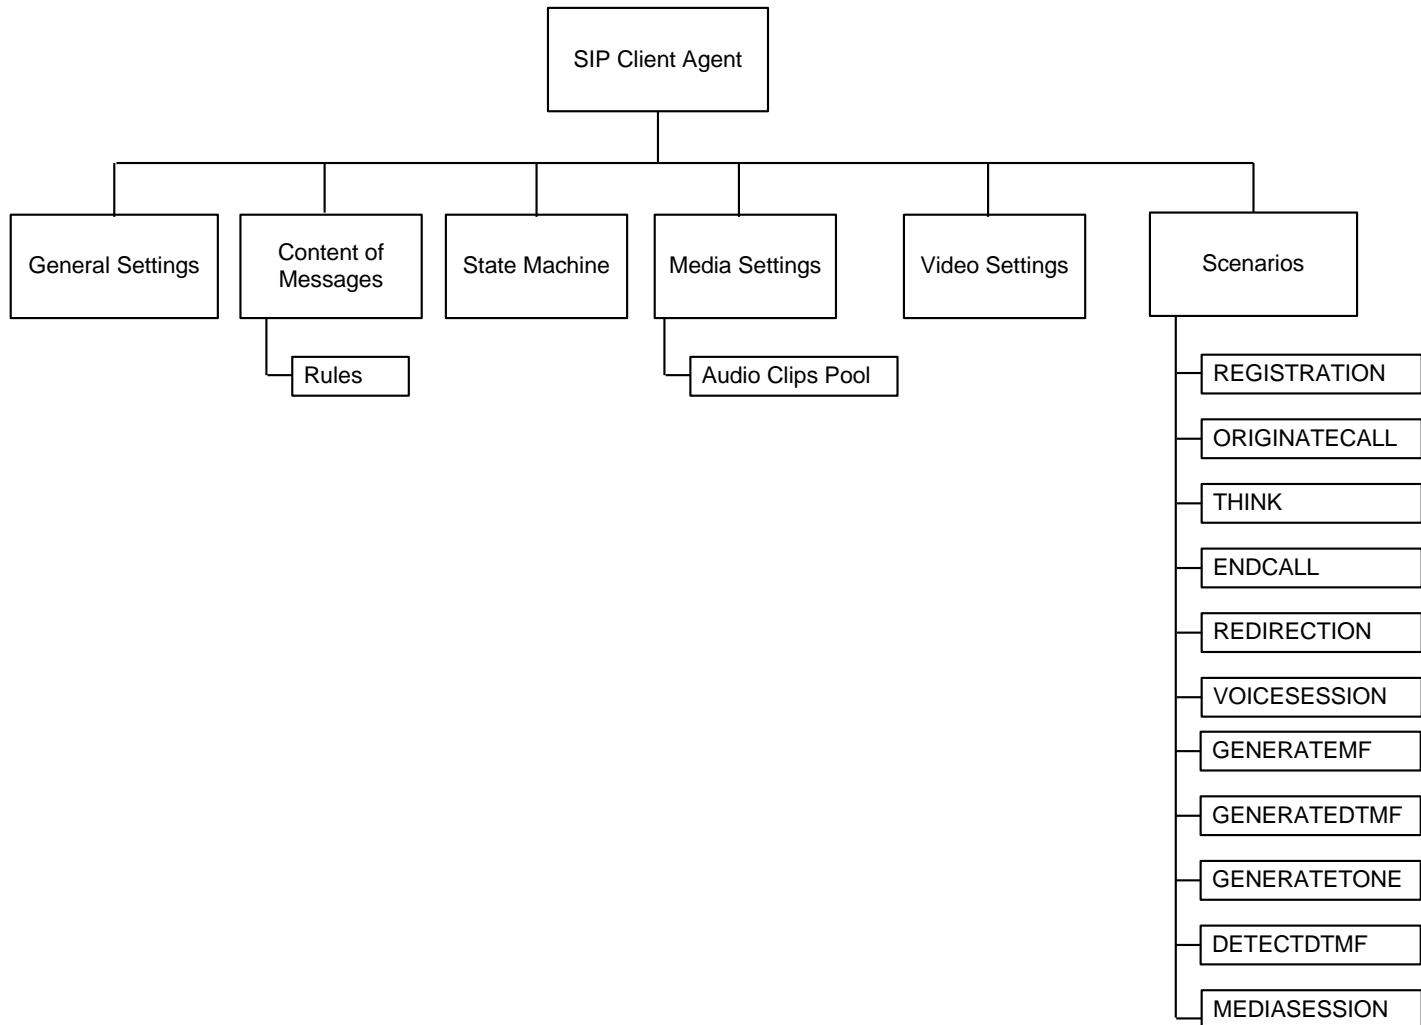 SIP Client Agent
General Settings
Content of
Messages
State Machine
Media Settings
Video Settings
Scenarios
Rules
Audio Clips Pool
REGISTRATION
ORIGINATECALL
THINK
ENDCALL
REDIRECTION
VOICESESSION
GENERATEMF
GENERATEDTMF
GENERATETONE
DETECTDTMF
MEDIASESSION